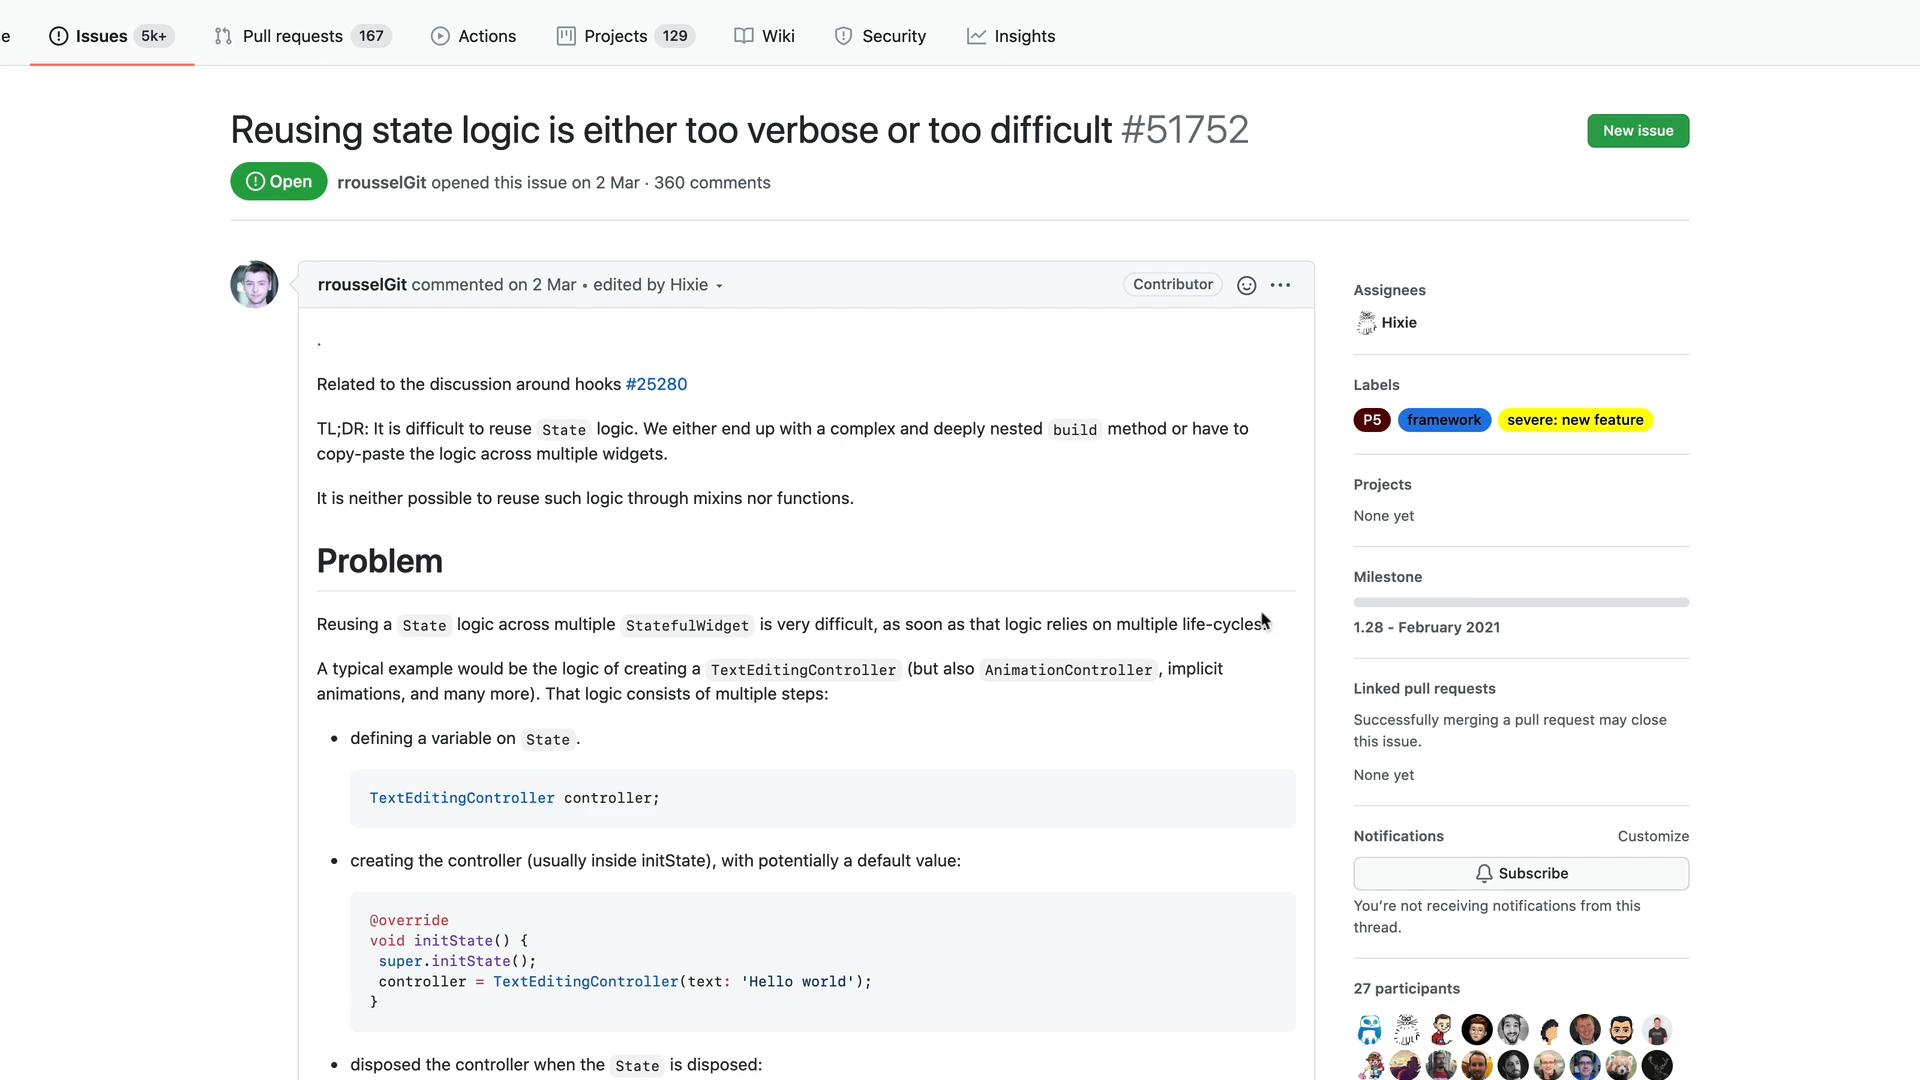 e Issues 5k+ Pull requests 167 Actions Projects 129 Wiki Security Insights
Reusing state logic is either too verbose or too difficult #51752
New issue
Open rrousselGit opened this issue on 2 Mar · 360 comments
rrousselGit commented on 2 Mar • edited by Hixie
Contributor
.
Related to the discussion around hooks #25280
TL;DR: It is difficult to reuse State logic. We either end up with a complex and deeply nested build method or have to
copy-paste the logic across multiple widgets.
It is neither possible to reuse such logic through mixins nor functions.
Problem
Reusing a State logic across multiple StatefulWidget is very difficult, as soon as that logic relies on multiple life-cycles.
A typical example would be the logic of creating a TextEditingController (but also AnimationController, implicit
animations, and many more). That logic consists of multiple steps:
• defining a variable on State.
TextEditingController controller;
• creating the controller (usually inside initState), with potentially a default value:
@override
void initState() {
super.initState();
controller = TextEditingController(text: 'Hello world');
}
• disposed the controller when the State is disposed:
Assignees
Hixie
Labels
P5 framework severe: new feature
Projects
None yet
Milestone
1.28 - February 2021
Linked pull requests
Successfully merging a pull request may close
this issue.
None yet
Notifications Customize
Subscribe
You're not receiving notifications from this
thread.
27 participants